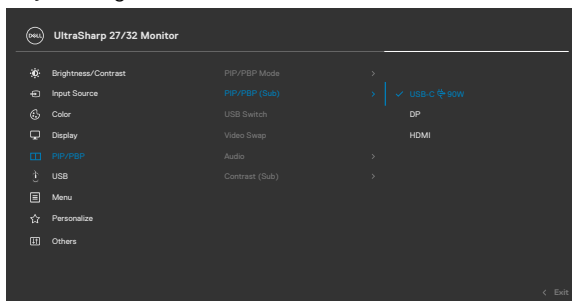 DELL UltraSharp 27/32 Monitor
Brightness/Contrast PIP/PBP Mode
Input Source PIP/PBP (Sub) USB-C 90W
Color USB Switch DP
Display Video Swap HDMI
PIP/PBP Audio
USB Contrast (Sub)
Menu
Personalize
Others
Exit